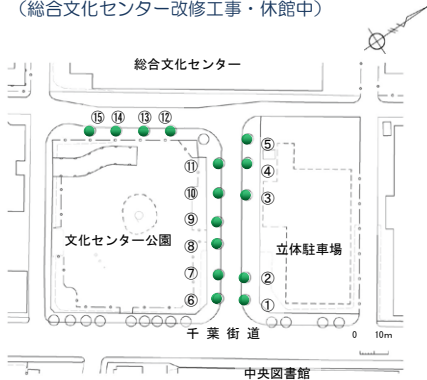 (総合文化センター改修工事・休館中)
総合文化センター
⑮ ⑭ ⑬ ⑫
⑤
⑪
④
⑩
③
⑨
文化センター公園
⑧
立体駐車場
⑦
②
⑥
①
千葉街道
0 10m
中央図書館